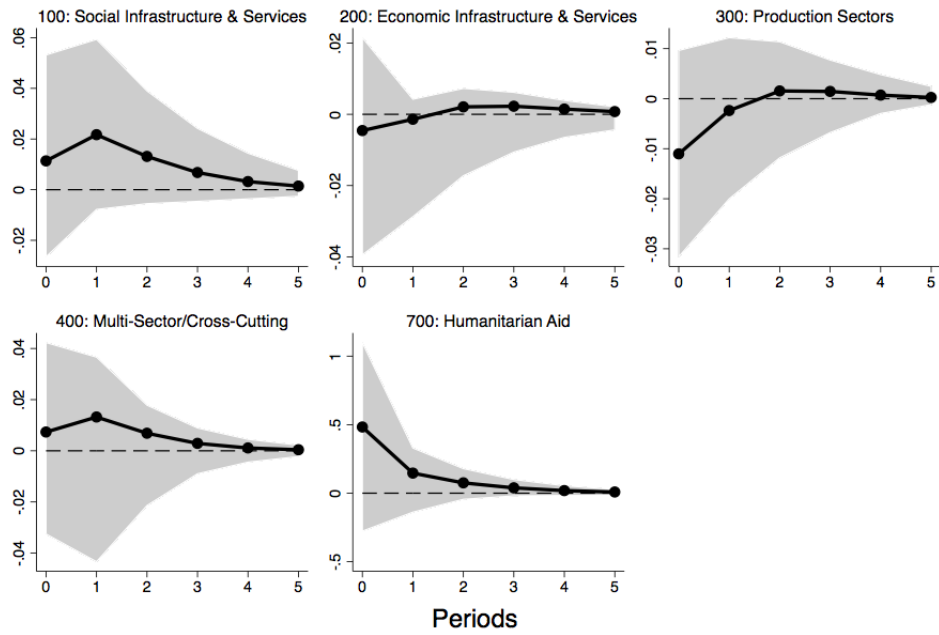 100: Social Infrastructure & Services
.06
.04
.02
0
-.02
0 1 2 3 4 5
200: Economic Infrastructure & Services
.02
0
-.02
-.04
0 1 2 3 4 5
300: Production Sectors
.01
0
-.01
-.02
-.03
0 1 2 3 4 5
400: Multi-Sector/Cross-Cutting
.04
.02
0
-.02
-.04
0 1 2 3 4 5
700: Humanitarian Aid
1
.5
0
-.5
0 1 2 3 4 5
Periods